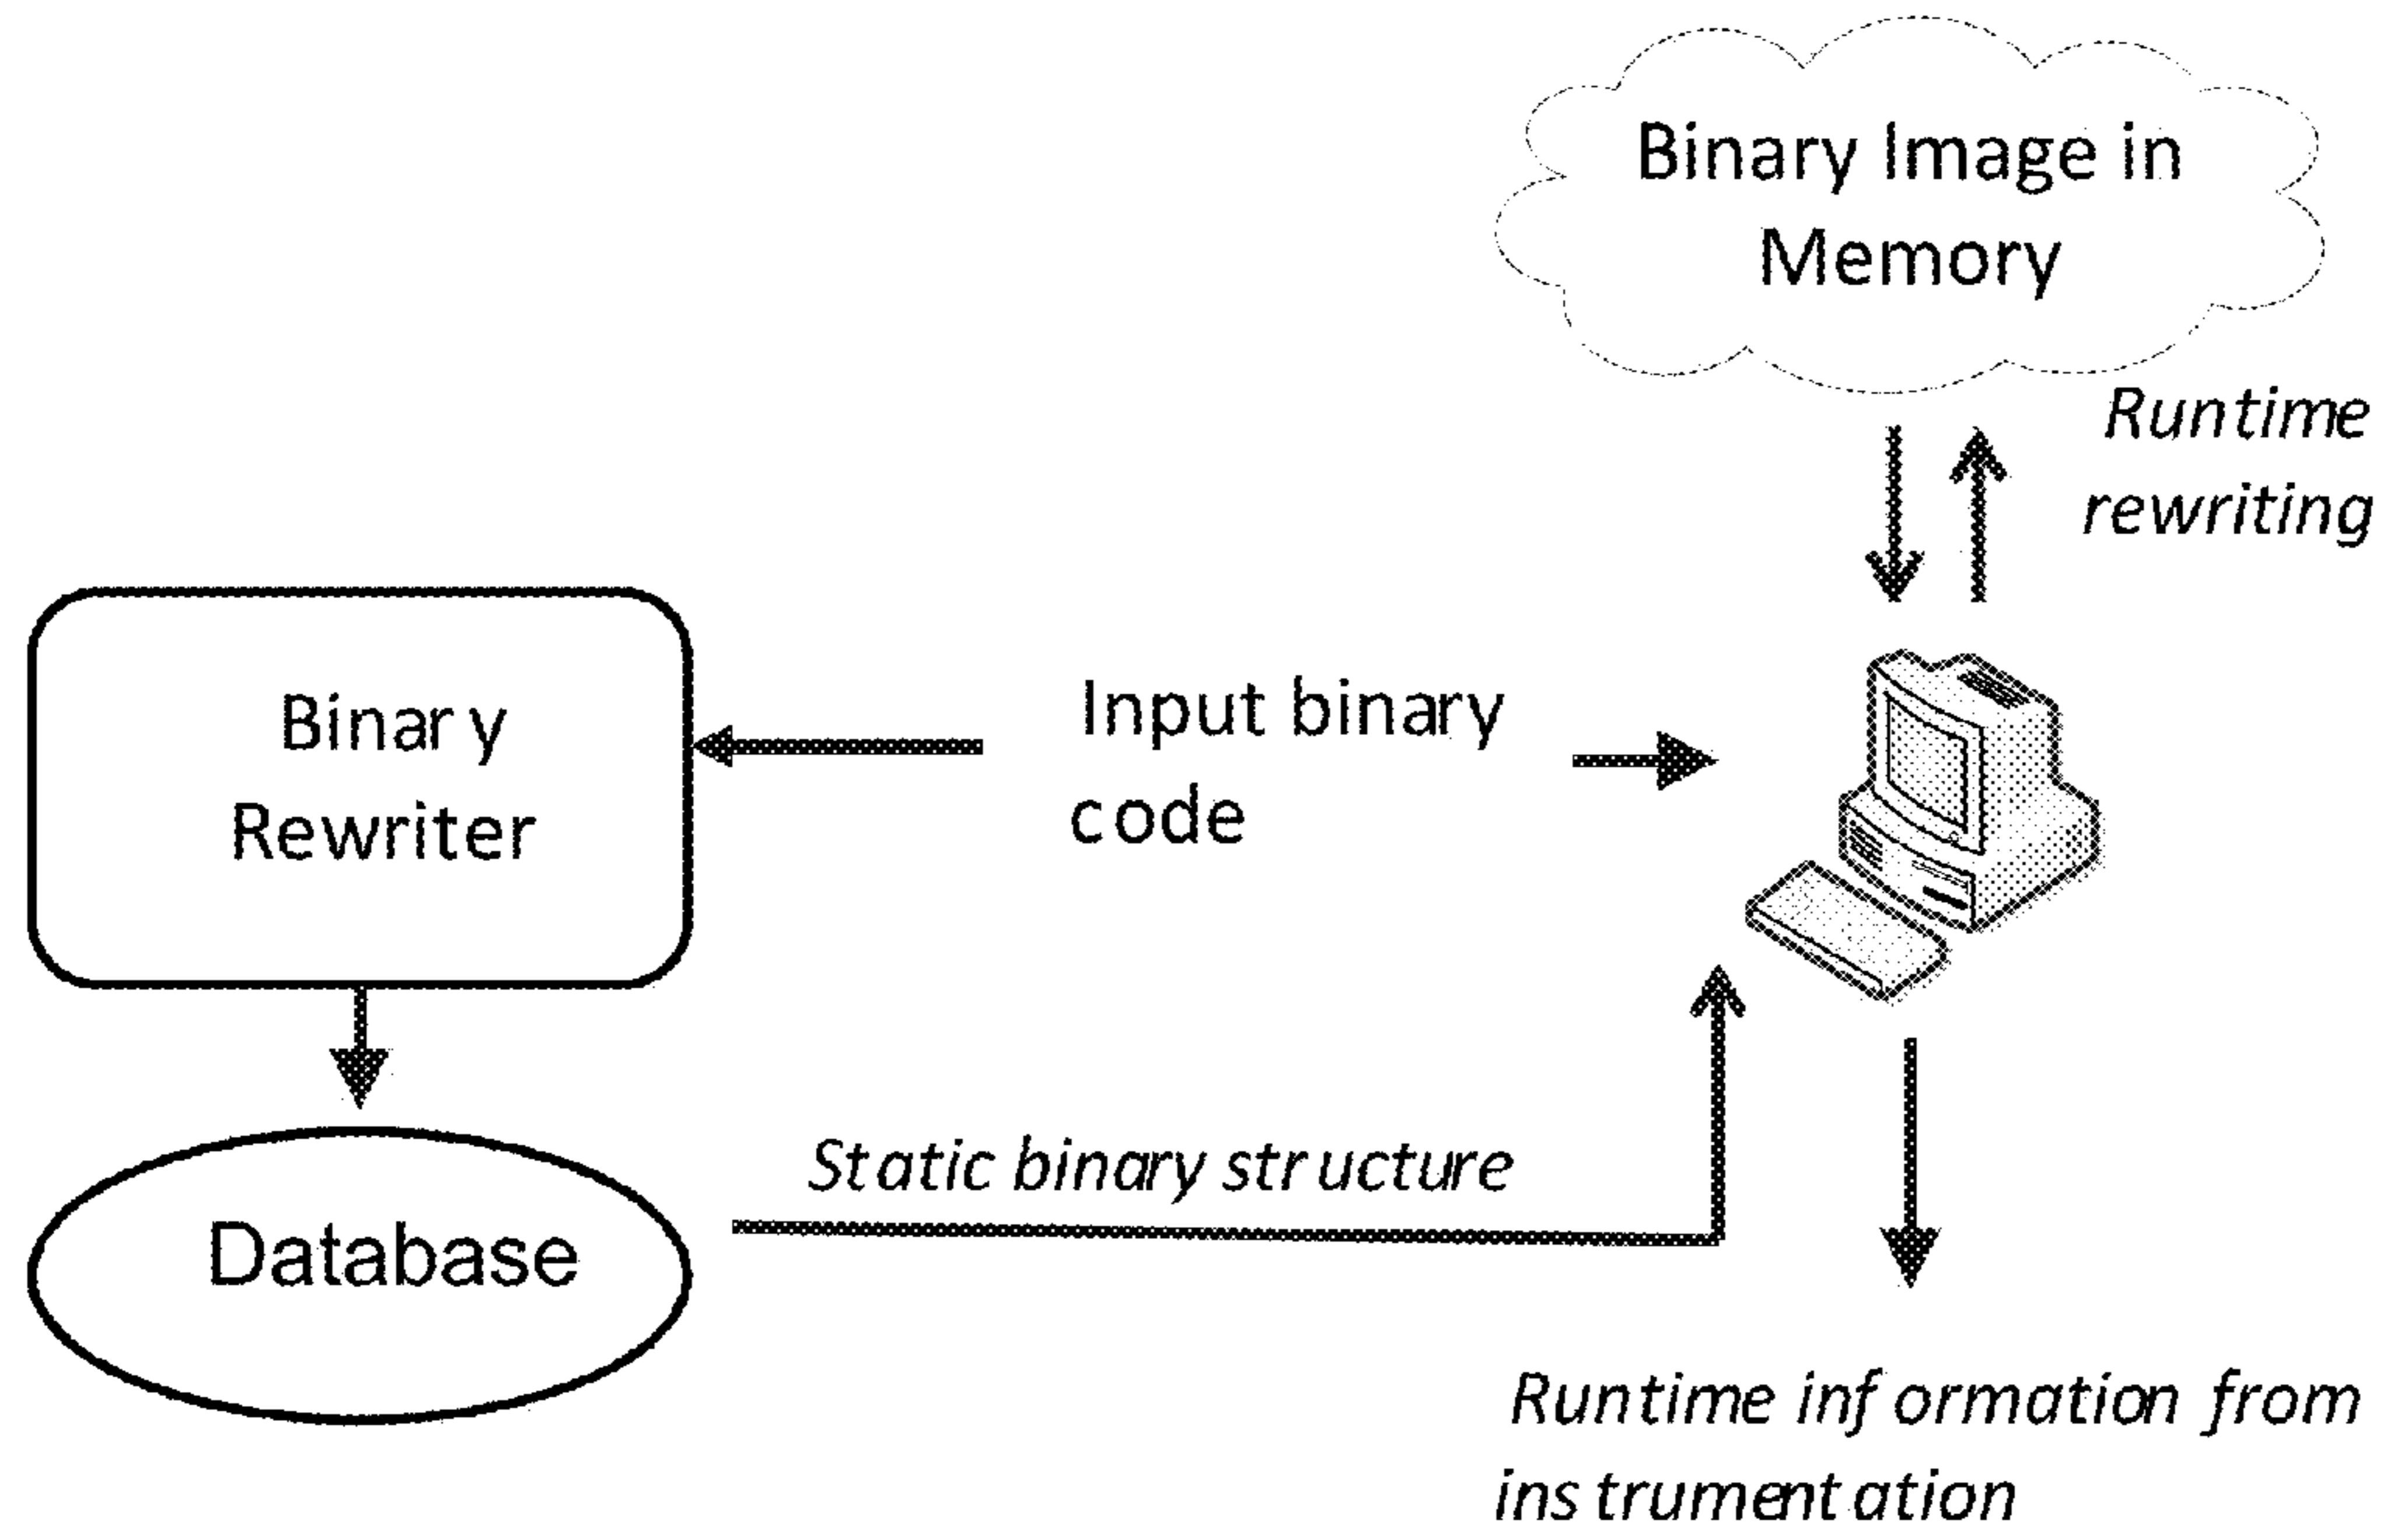 Binary Image in
Memory
Runtime
rewriting
Binary
Rewriter
Input binary
code
Static binary structure
Database
Runtime information from
instrumentation